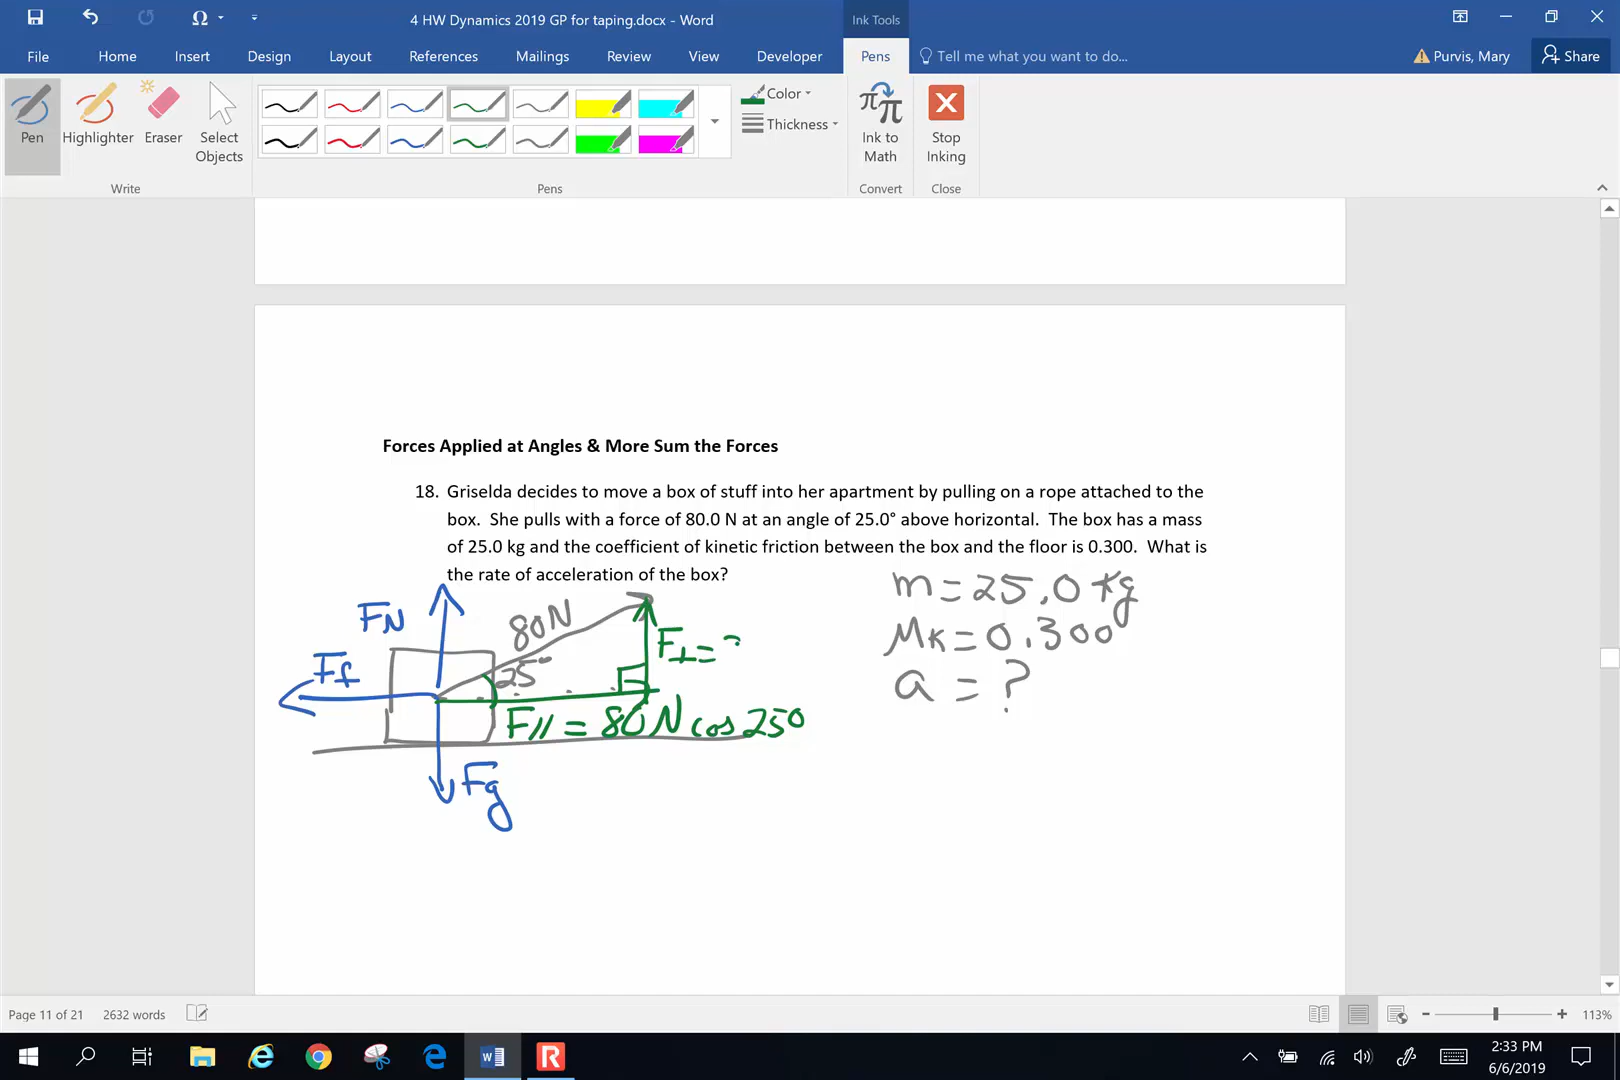 4 HW Dynamics 2019 GP for taping.docx - Word
Ink Tools
File Home Insert Design Layout References Mailings Review View Developer Pens Tell me what you want to do... Purvis, Mary Share
Pen Highlighter Eraser Select Objects
Color
Thickness
Ink to Math
Stop Inking
Write Pens Convert Close
Forces Applied at Angles & More Sum the Forces
18. Griselda decides to move a box of stuff into her apartment by pulling on a rope attached to the
box. She pulls with a force of 80.0 N at an angle of 25.0° above horizontal. The box has a mass
of 25.0 kg and the coefficient of kinetic friction between the box and the floor is 0.300. What is
the rate of acceleration of the box?
m = 25.0 kg
FN
80N
μK = 0.300
F⊥ = ?
Ff
25°
a = ?
F// = 80 N cos 25°
Fg
Page 11 of 21 2632 words 113%
2:33 PM
6/6/2019